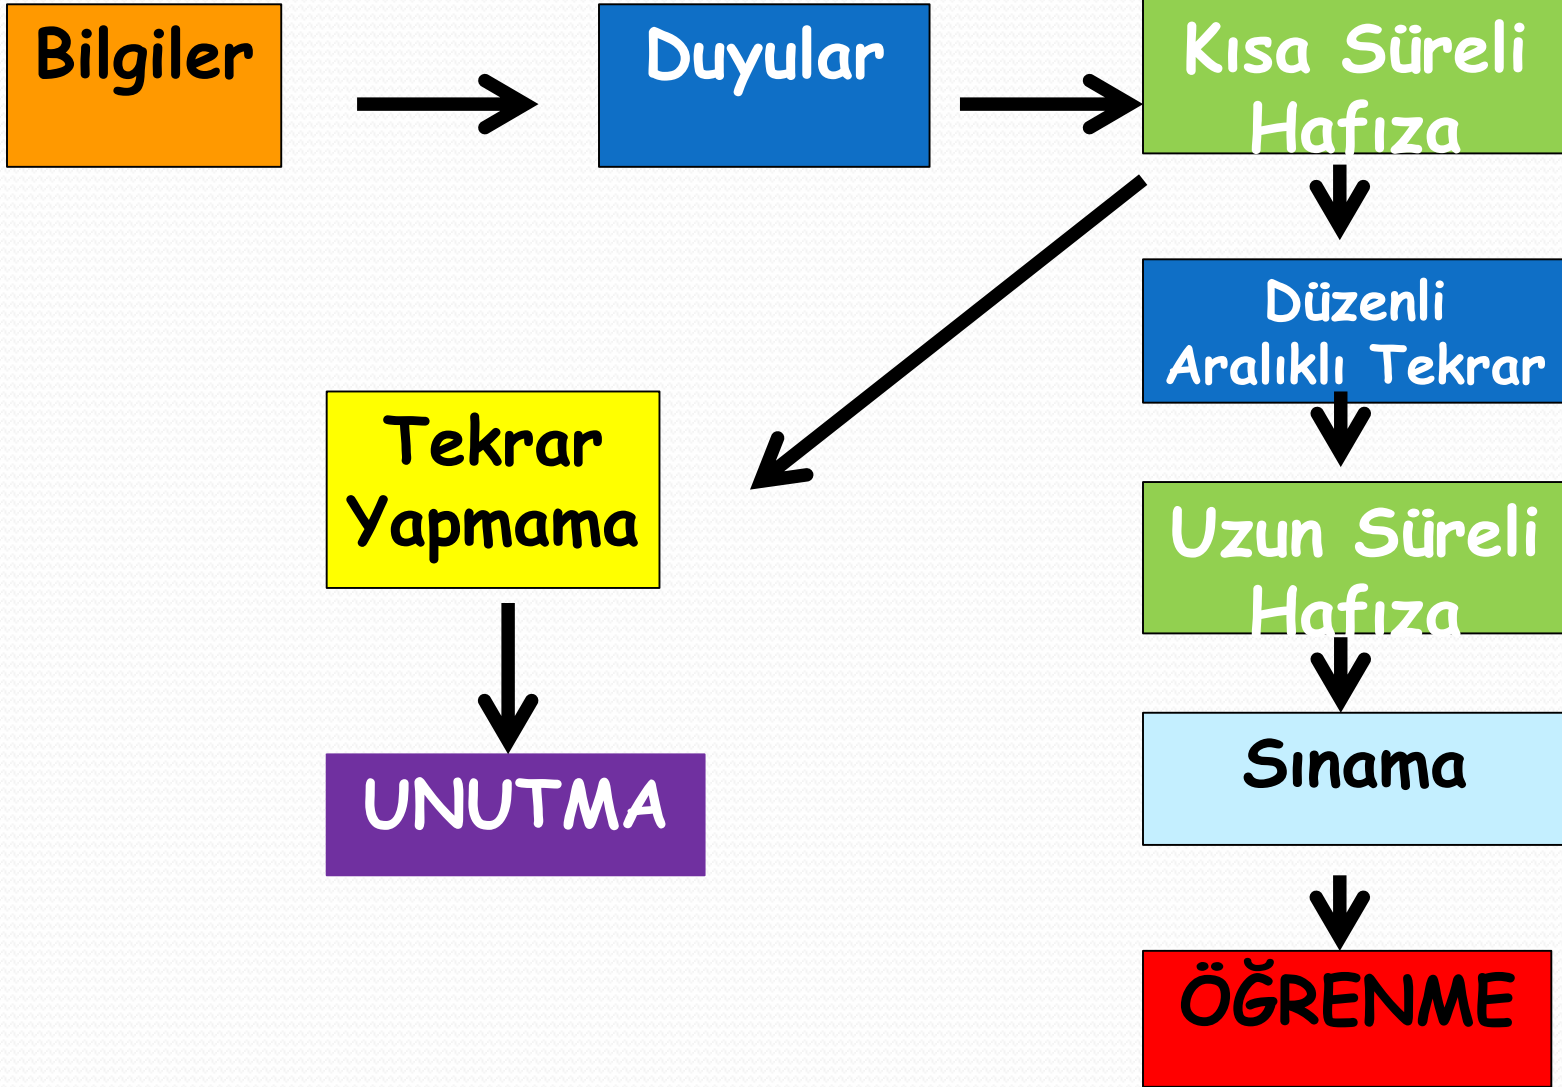 Bilgiler
Duyular
Kısa Süreli
Hafıza
Düzenli
Aralıklı Tekrar
Tekrar
Yapmama
Uzun Süreli
Hafıza
Sınama
UNUTMA
ÖĞRENME